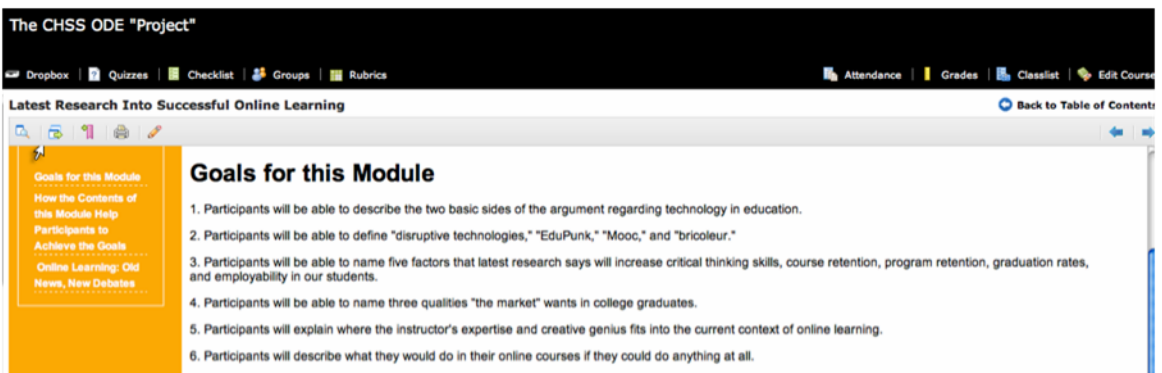 The CHSS ODE "Project"
Dropbox | Quizzes | Checklist | Groups | Rubrics
Attendance | Grades | Classlist | Edit Course
Latest Research Into Successful Online Learning
Back to Table of Contents
Goals for this Module
How the Contents of
this Module Help
Participants to
Achieve the Goals
Online Learning: Old
News, New Debates
Goals for this Module
1. Participants will be able to describe the two basic sides of the argument regarding technology in education.
2. Participants will be able to define "disruptive technologies," "EduPunk," "Mooc," and "bricoleur."
3. Participants will be able to name five factors that latest research says will increase critical thinking skills, course retention, program retention, graduation rates,
and employability in our students.
4. Participants will be able to name three qualities "the market" wants in college graduates.
5. Participants will explain where the instructor's expertise and creative genius fits into the current context of online learning.
6. Participants will describe what they would do in their online courses if they could do anything at all.